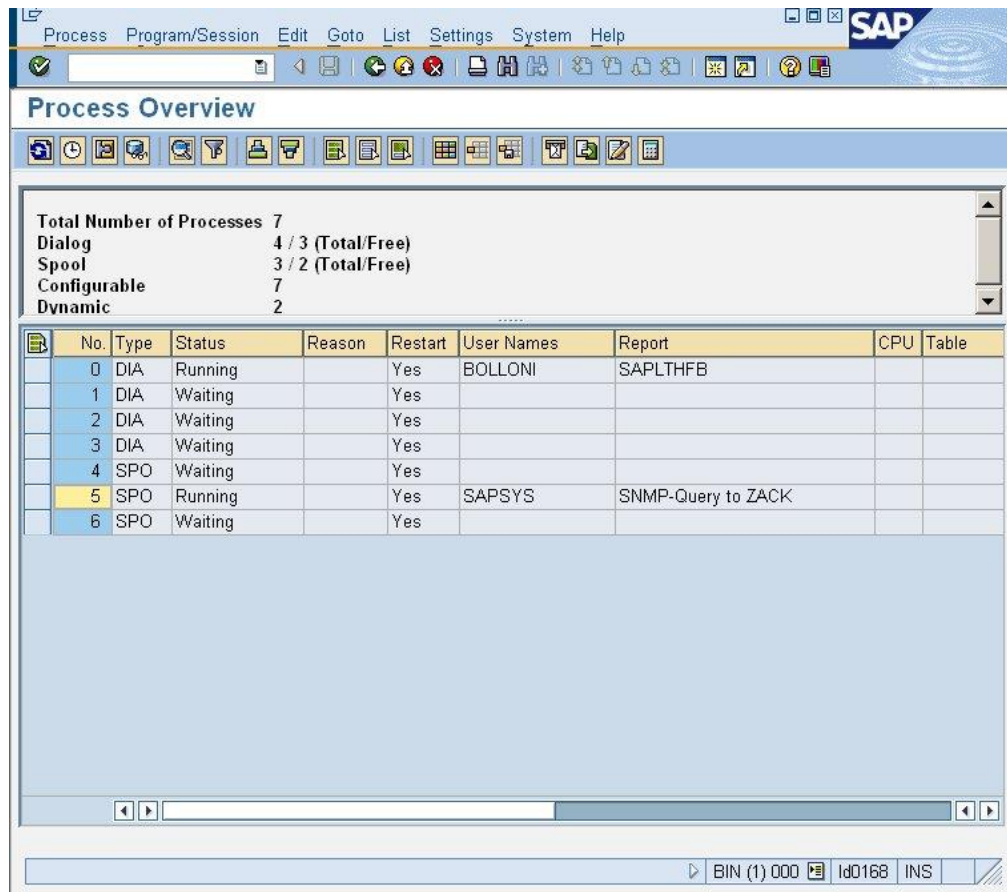 Process Program/Session Edit Goto List Settings System Help
SAP
Process Overview
Total Number of Processes 7
Dialog 4 / 3 (Total/Free)
Spool 3 / 2 (Total/Free)
Configurable 7
Dynamic 2
No. Type Status Reason Restart User Names Report CPU Table
0 DIA Running Yes BOLLONI SAPLTHFB
1 DIA Waiting Yes
2 DIA Waiting Yes
3 DIA Waiting Yes
4 SPO Waiting Yes
5 SPO Running Yes SAPSYS SNMP-Query to ZACK
6 SPO Waiting Yes
BIN (1) 000 ld0168 INS